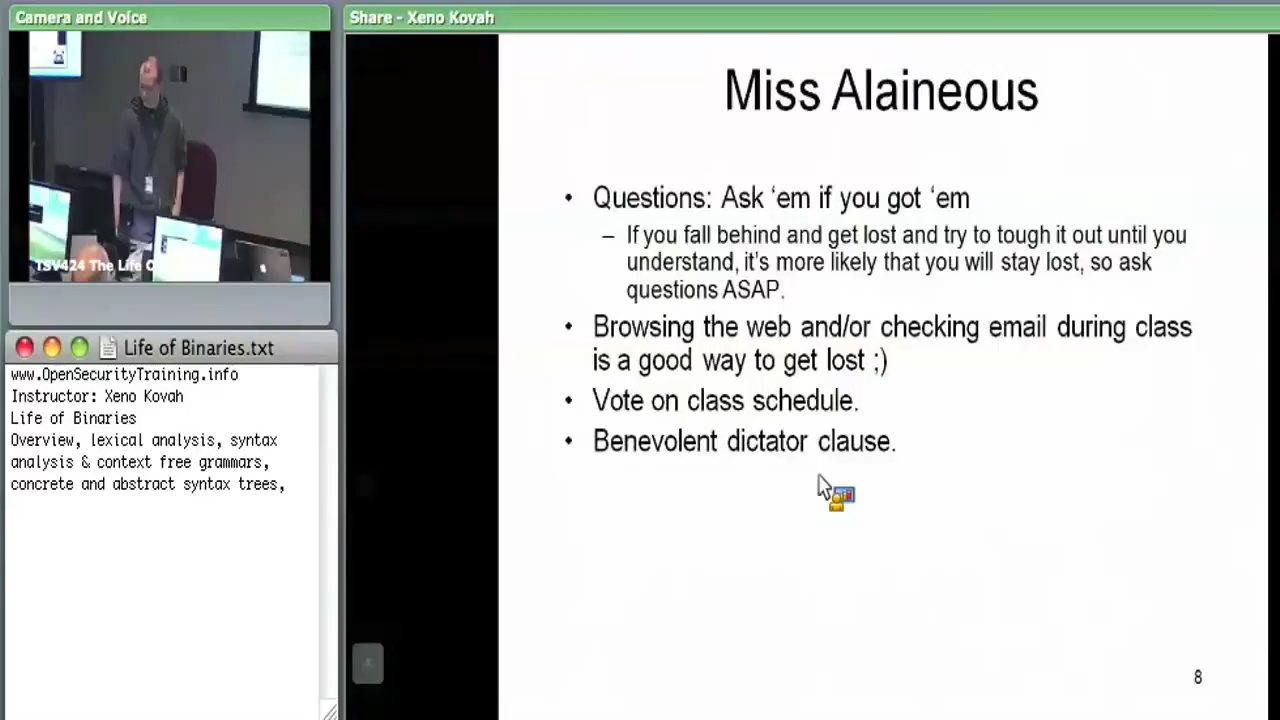 Camera and Voice
TSV424 The Life O
Life of Binaries.txt
www.OpenSecurityTraining.info
Instructor: Xeno Kovah
Life of Binaries
Overview, lexical analysis, syntax
analysis & context free grammars,
concrete and abstract syntax trees,
Share - Xeno Kovah
Miss Alaineous
• Questions: Ask ‘em if you got ‘em
– If you fall behind and get lost and try to tough it out until you
understand, it’s more likely that you will stay lost, so ask
questions ASAP.
• Browsing the web and/or checking email during class
is a good way to get lost ;)
• Vote on class schedule.
• Benevolent dictator clause.
8